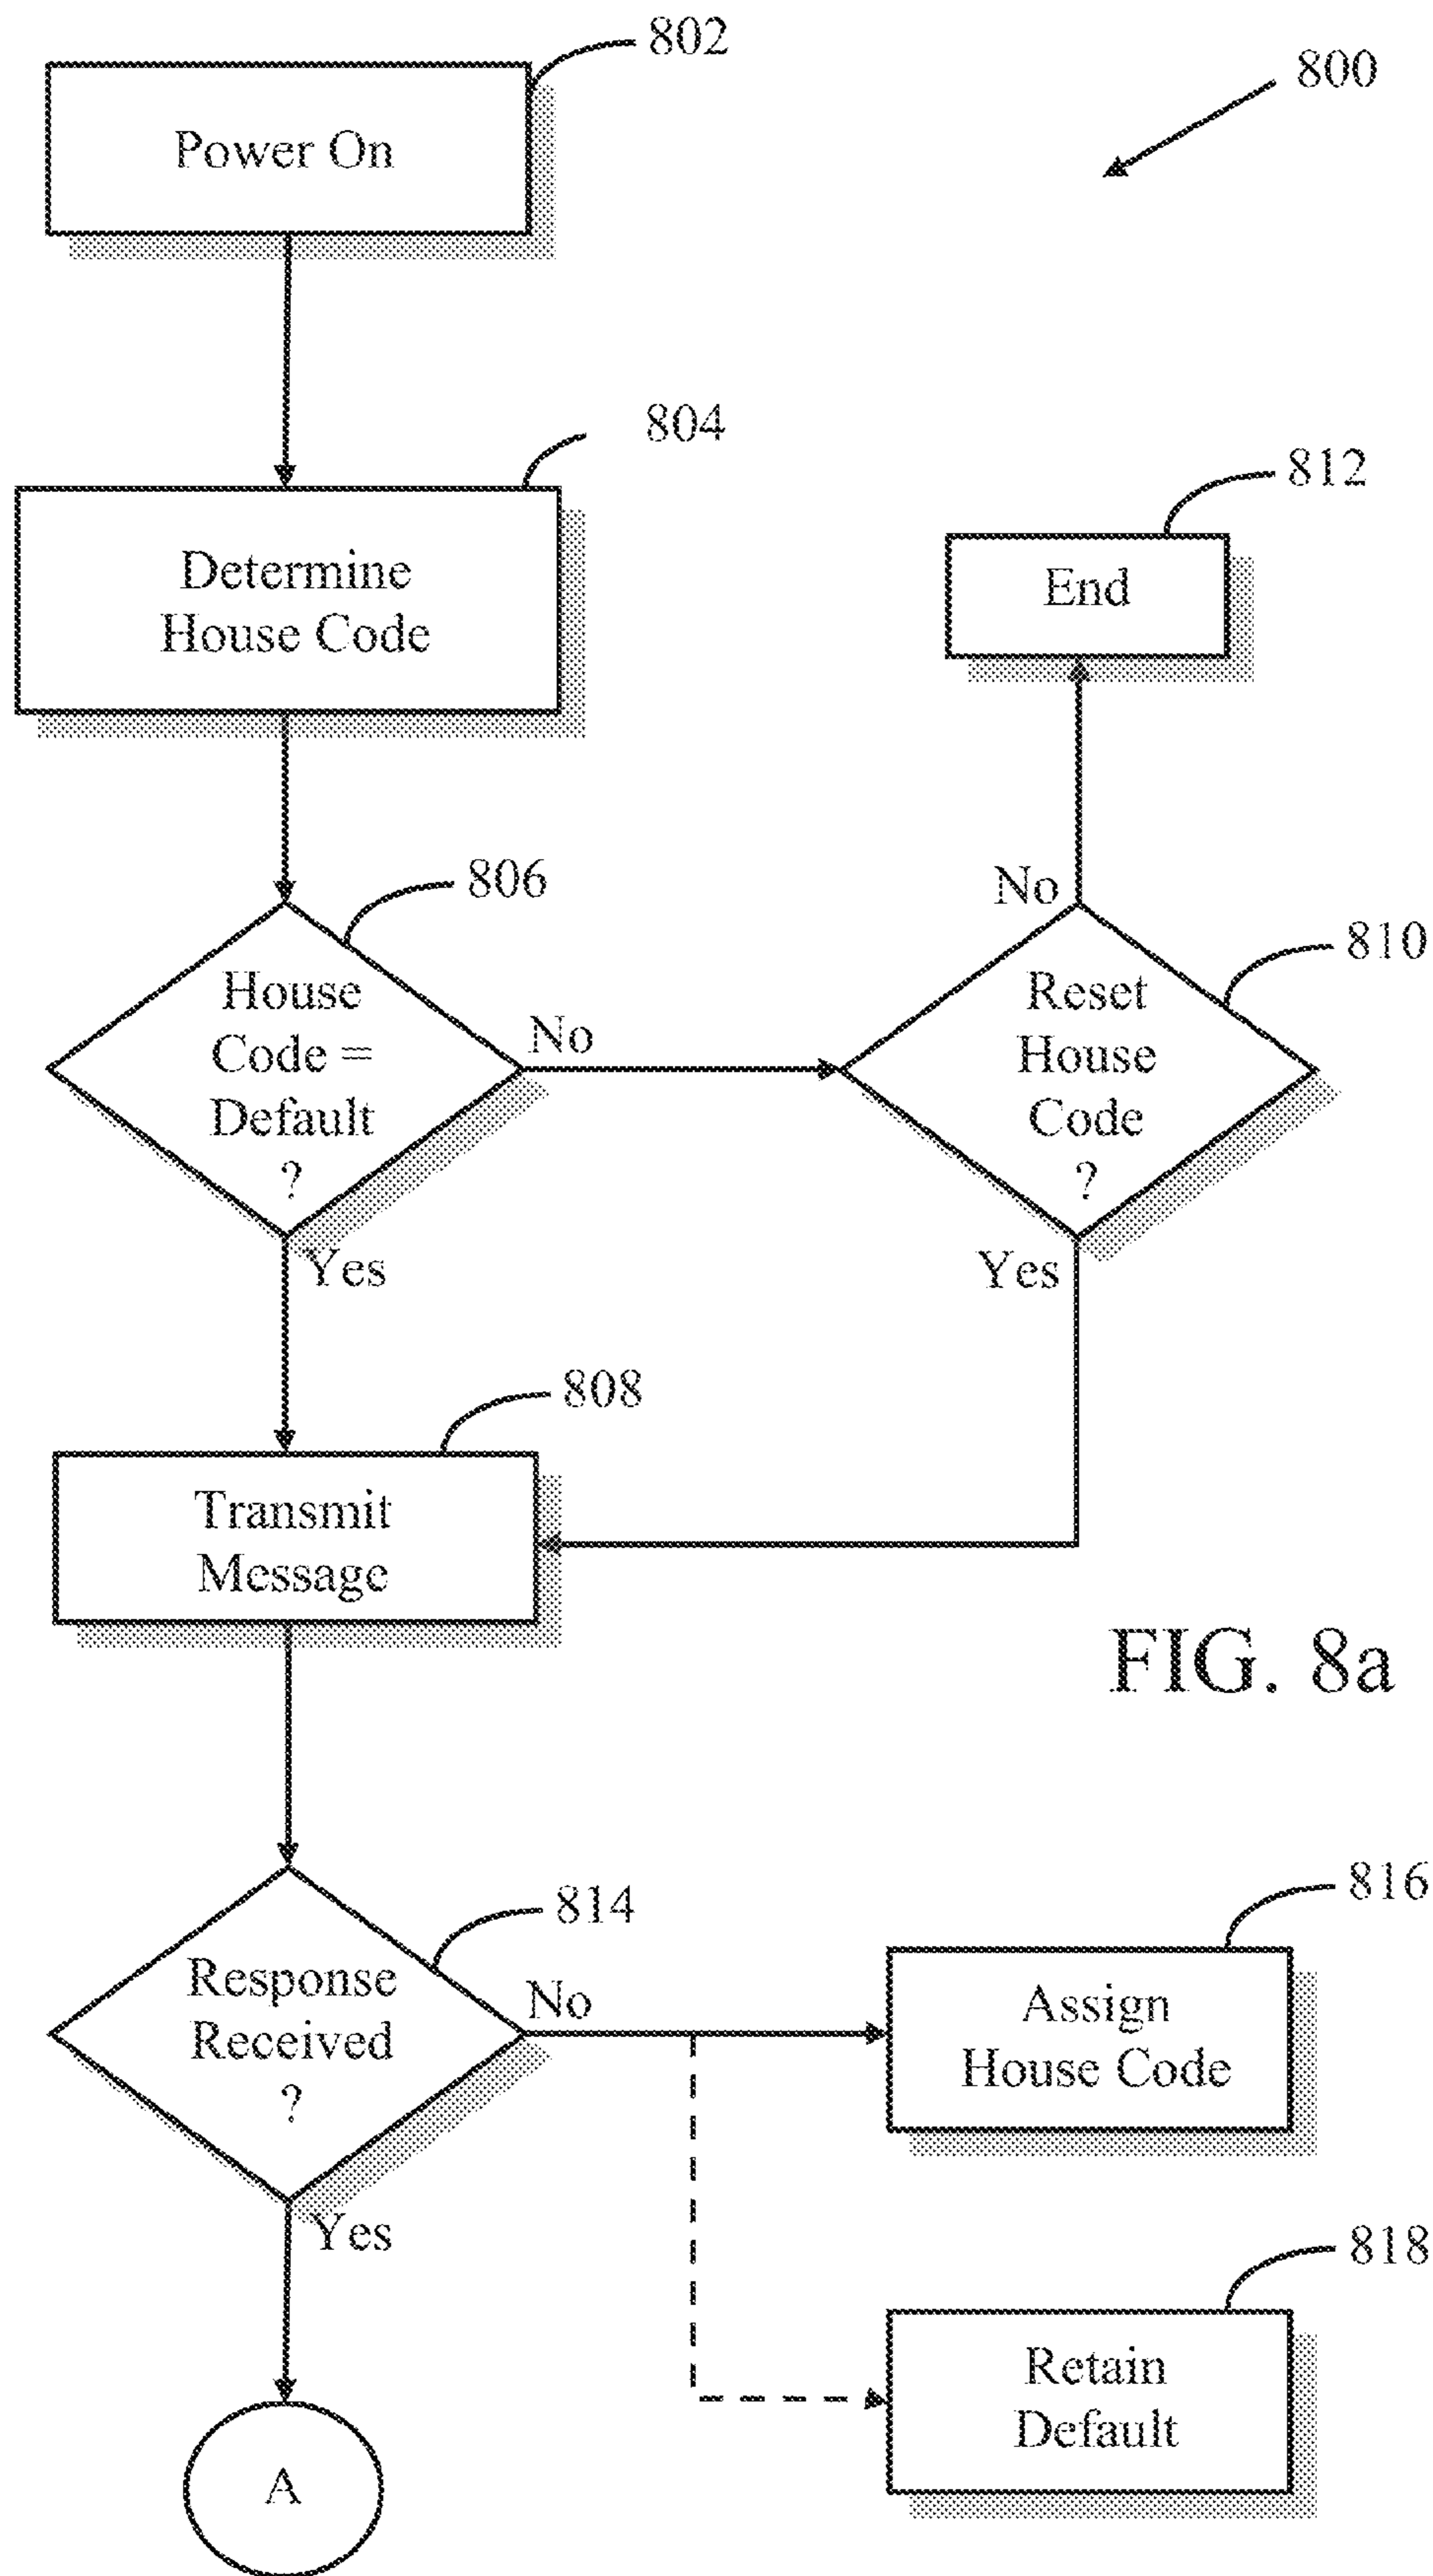 802
800
Power On
804
Determine
House Code
812
End
806
House
Code =
Default
?
No
Yes
No
810
Reset
House
Code
?
Yes
808
Transmit
Message
FIG. 8a
814
Response
Received
?
No
Yes
816
Assign
House Code
818
Retain
Default
A